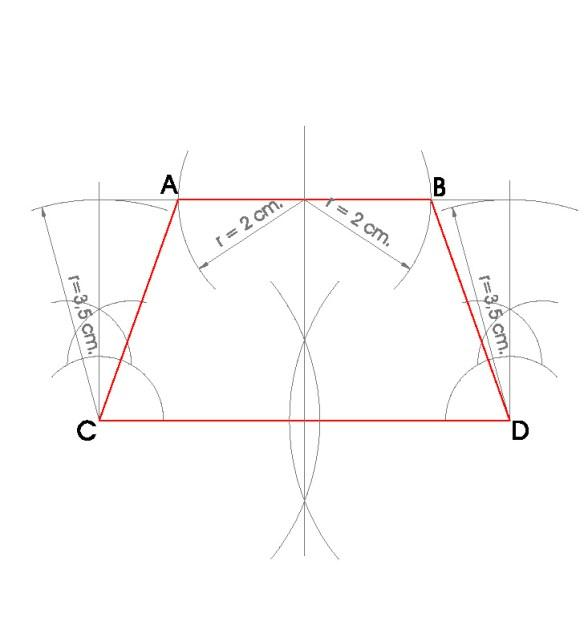 A
B
r = 2 cm.
r = 2 cm.
r=3,5 cm.
r=3,5 cm.
C
D